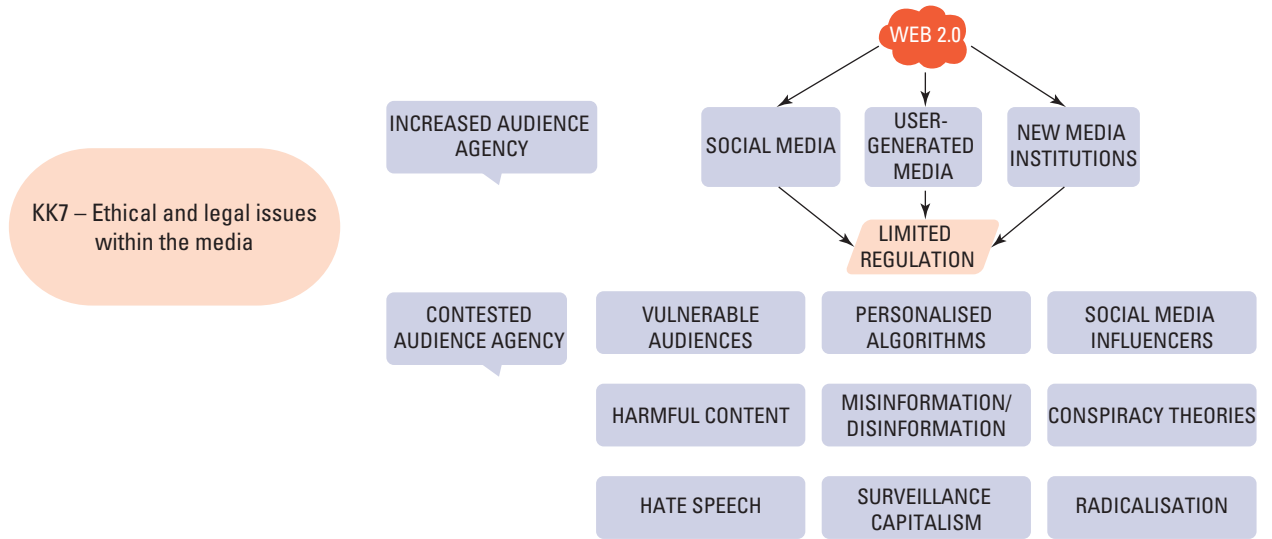 WEB 2.0
INCREASED AUDIENCE
AGENCY
SOCIAL MEDIA
USER-
GENERATED
MEDIA
NEW MEDIA
INSTITUTIONS
KK7 – Ethical and legal issues
within the media
LIMITED
REGULATION
CONTESTED
AUDIENCE AGENCY
VULNERABLE
AUDIENCES
PERSONALISED
ALGORITHMS
SOCIAL MEDIA
INFLUENCERS
HARMFUL CONTENT
MISINFORMATION/
DISINFORMATION
CONSPIRACY THEORIES
HATE SPEECH
SURVEILLANCE
CAPITALISM
RADICALISATION